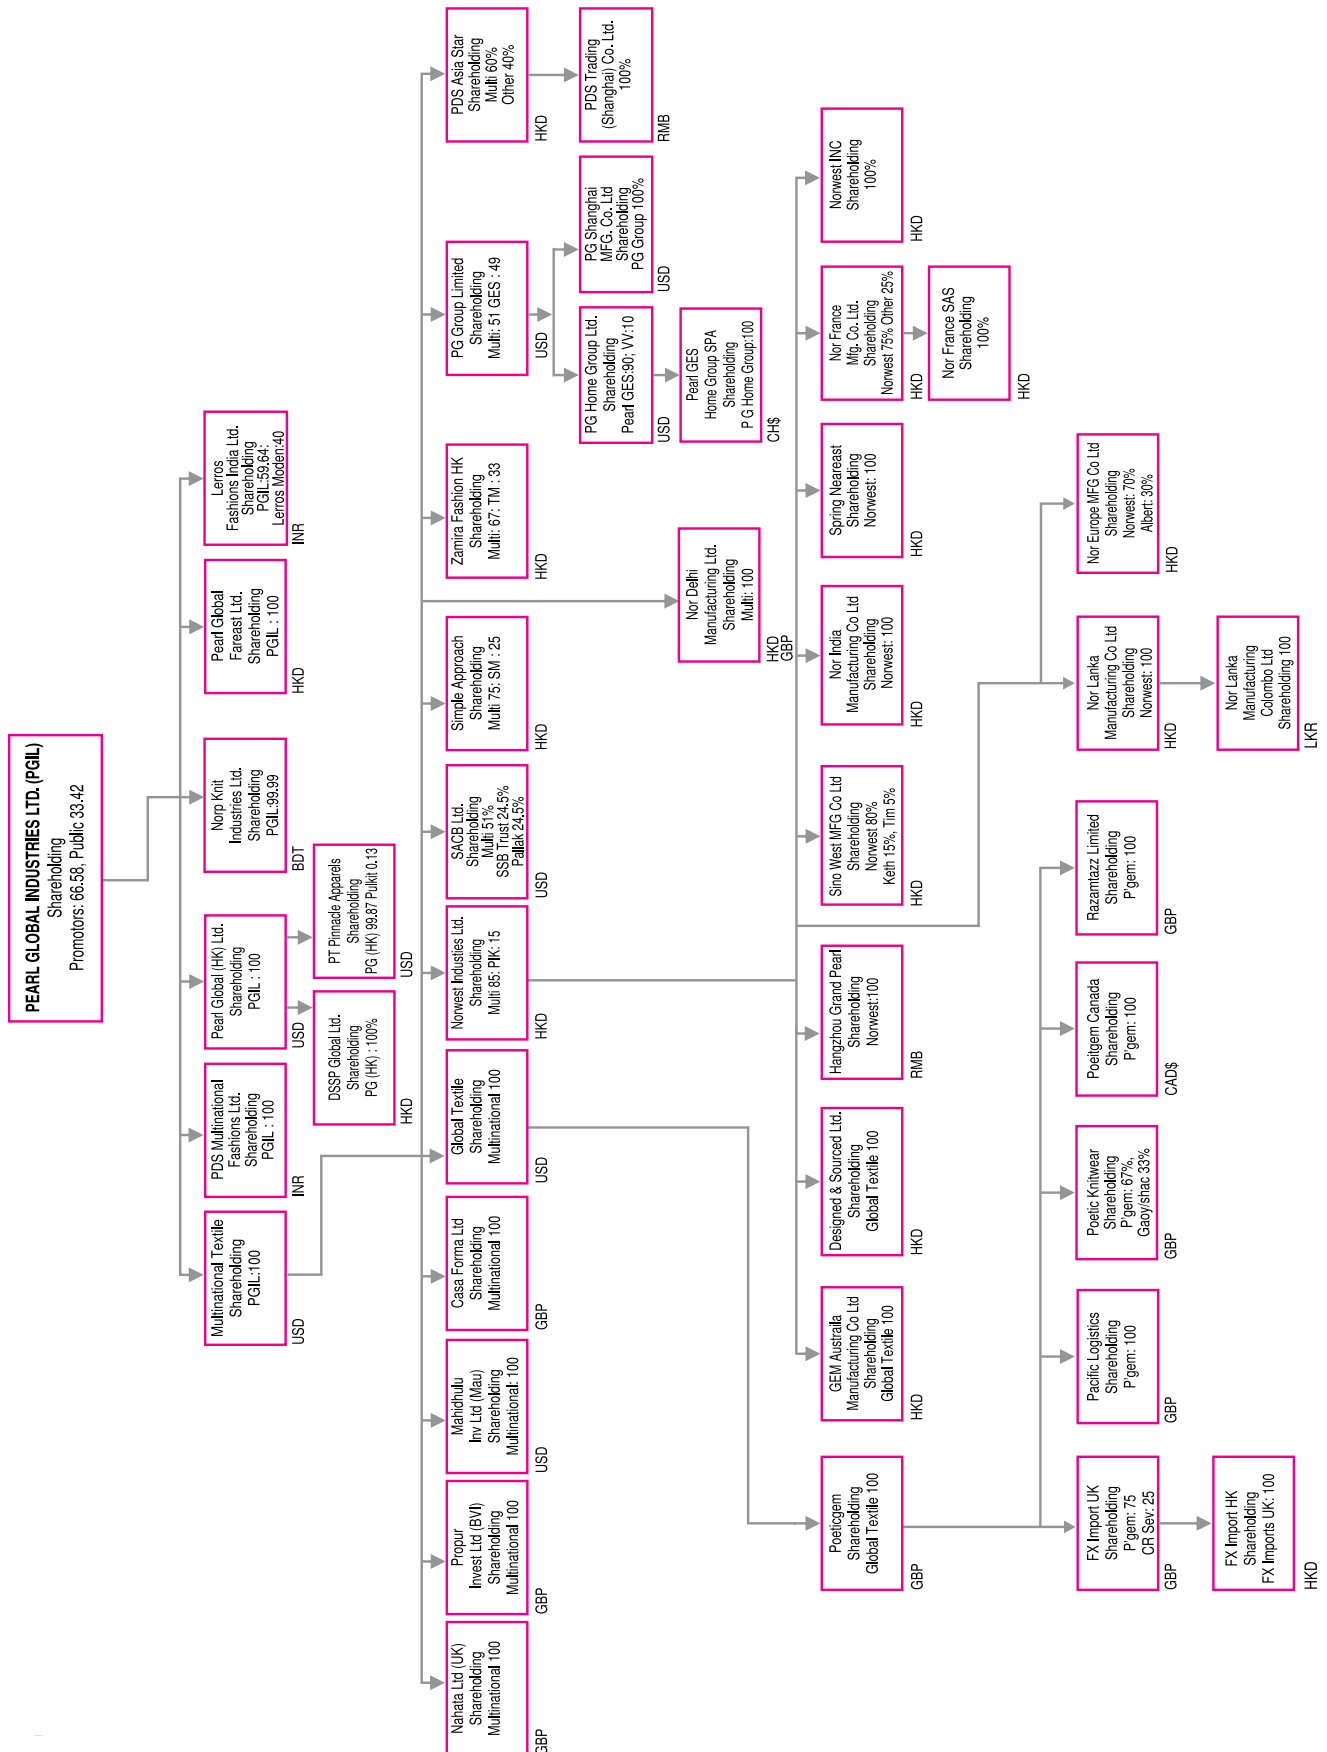 PEARL GLOBAL INDUSTRIES LTD. (PGIL)
Shareholding
Promotors: 66.58, Public 33.42
Multinational Textile
Shareholding
PGIL:100
USD
PDS Multinational
Fashions Ltd.
Shareholding
PGIL : 100
INR
Pearl Global (HK) Ltd.
Shareholding
PGIL : 100
USD
Norp Knit
Industries Ltd.
Shareholding
PGIL:99.99
BDT
Pearl Global
Fareast Ltd.
Shareholding
PGIL : 100
HKD
Lerros
Fashions India Ltd.
Shareholding
PGIL:59.64:
Lerros Moden:40
INR
DSSP Global Ltd.
Shareholding
PG (HK) : 100%
HKD
PT Pinnacle Apparels
Shareholding
PG (HK) 99.87 Pulkit 0.13
USD
Nahata Ltd (UK)
Shareholding
Multinational 100
GBP
Propur
Invest Ltd (BVI)
Shareholding
Multinational 100
GBP
Mahidhulu
Inv Ltd (Mau)
Shareholding
Multinational: 100
USD
Casa Forma Ltd
Shareholding
Multinational 100
GBP
Global Textile
Shareholding
Multinational 100
USD
Norwest Industies Ltd.
Shareholding
Multi 85: PIK: 15
HKD
SACB Ltd.
Shareholding
Multi 51%
SSB Trust 24.5%
Pallak 24.5%
USD
Simple Approach
Shareholding
Multi 75: SM : 25
HKD
Zamira Fashion HK
Shareholding
Multi: 67: TM : 33
HKD
PG Group Limited
Shareholding
Multi: 51 GES : 49
USD
PDS Asia Star
Shareholding
Multi 60%
Other 40%
HKD
PG Home Group Ltd.
Shareholding
Pearl GES:90; VV:10
USD
PG Shanghai
MFG. Co. Ltd
Shareholding
PG Group 100%
USD
PDS Trading
(Shanghai) Co. Ltd.
100%
RMB
Nor Delhi
Manufacturing Ltd.
Shareholding
Multi: 100
HKD
GBP
Pearl GES
Home Group SPA
Shareholding
P G Home Group:100
CH$
Poeticgem
Shareholding
Global Textile 100
GBP
GEM Austraila
Manufacturing Co Ltd
Shareholding
Global Textile 100
HKD
Designed & Sourced Ltd.
Shareholding
Global Textile 100
HKD
Hangzhou Grand Pearl
Shareholding
Norwest:100
RMB
Sino West MFG Co Ltd
Shareholding
Norwest 80%
Keth 15%, Tim 5%
HKD
Nor India
Manufacturing Co Ltd
Shareholding
Norwest: 100
HKD
Spring Neareast
Shareholding
Norwest: 100
HKD
Nor France
Mfg. Co. Ltd.
Shareholding
Norwest 75% Other 25%
HKD
Norwest INC
Shareholding
100%
HKD
Nor France SAS
Shareholding
100%
HKD
FX Import UK
Shareholding
P'gem: 75
CR Sev: 25
GBP
Pacific Logistics
Shareholding
P'gem: 100
GBP
Poetic Knitwear
Shareholding
P'gem: 67%,
Gaoy/shac 33%
GBP
Poeitgem Canada
Shareholding
P'gem: 100
CAD$
Razamtazz Limited
Shareholding
P'gem: 100
GBP
Nor Lanka
Manufacturing Co Ltd
Shareholding
Norwest: 100
HKD
Nor Europe MFG Co Ltd
Shareholding
Norwest: 70%
Albert: 30%
HKD
FX Import HK
Shareholding
FX Imports UK: 100
HKD
Nor Lanka
Manufacturing
Colombo Ltd
Shareholding 100
LKR